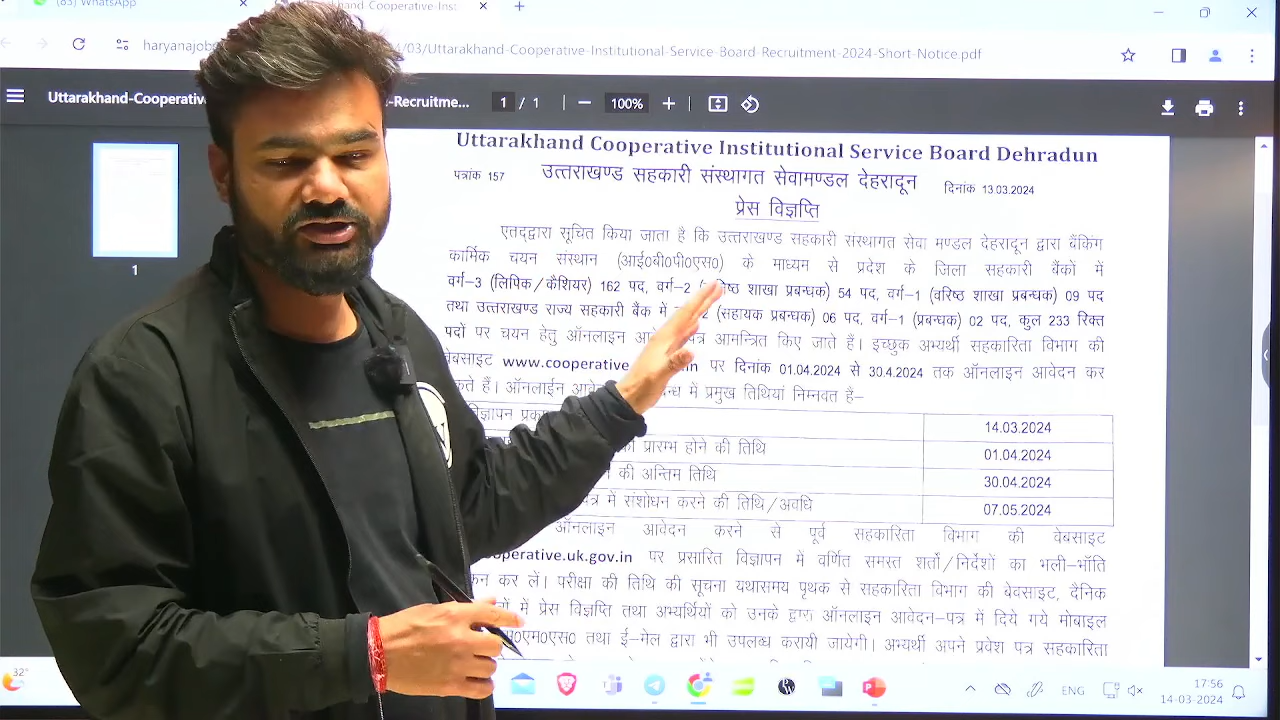 (83) WhatsApp
Cooperative-Ins
haryanajob
/03/Uttarakhand-Cooperative-Institutional-Service-Board-Recruitment-2024-Short-Notice.pdf
Uttarakhand-Cooperativ
-Recruitme...
1 / 1
100%
Uttarakhand Cooperative Institutional Service Board Dehradun
पत्रांक 157 उत्तराखण्ड सहकारी संस्थागत सेवामण्डल देहरादून दिनांक 13.03.2024
प्रेस विज्ञप्ति
एतद्द्वारा सूचित किया जाता है कि उत्तराखण्ड सहकारी संस्थागत सेवा मण्डल देहरादून द्वारा बैंकिंग
कार्मिक चयन संस्थान (आई0बी0पी0एस0) के माध्यम से प्रदेश के जिला सहकारी बैंकों में
वर्ग-3 (लिपिक/कैशियर) 162 पद, वर्ग-2 शाखा प्रबन्धक) 54 पद, वर्ग-1 (वरिष्ठ शाखा प्रबन्धक) 09 पद
तथा उत्तराखण्ड राज्य सहकारी बैंक में (सहायक प्रबन्धक) 06 पद, वर्ग-1 (प्रबन्धक) 02 पद, कुल 233 रिक्त
पदों पर चयन हेतु ऑनलाइन पत्र आमन्त्रित किए जाते हैं। इच्छुक अभ्यर्थी सहकारिता विभाग की
वेबसाइट www.cooperative in पर दिनांक 01.04.2024 से 30.4.2024 तक ऑनलाइन आवेदन कर
हैं। ऑनलाईन में प्रमुख तिथियां निम्नवत है–
14.03.2024
प्रारम्भ होने की तिथि 01.04.2024
की अन्तिम तिथि 30.04.2024
में संशोधन करने की तिथि/अवधि 07.05.2024
ऑनलाइन आवेदन करने से पूर्व सहकारिता विभाग की वेबसाइट
operative.uk.gov.in पर प्रसारित विज्ञापन में वर्णित समस्त शर्तों/निर्देशों का भली-भाँति
कर लें। परीक्षा की तिथि की सूचना यथासमय पृथक से सहकारिता विभाग की बेवसाइट, दैनिक
में प्रेस विज्ञप्ति तथा अभ्यर्थियों को उनके द्वारा ऑनलाइन आवेदन-पत्र में दिये गये मोबाइल
एम0एस0 तथा ई-मेल द्वारा भी उपलब्ध करायी जायेगी। अभ्यर्थी अपने प्रवेश पत्र सहकारिता
1
32°
ENG
17:56
14-03-2024